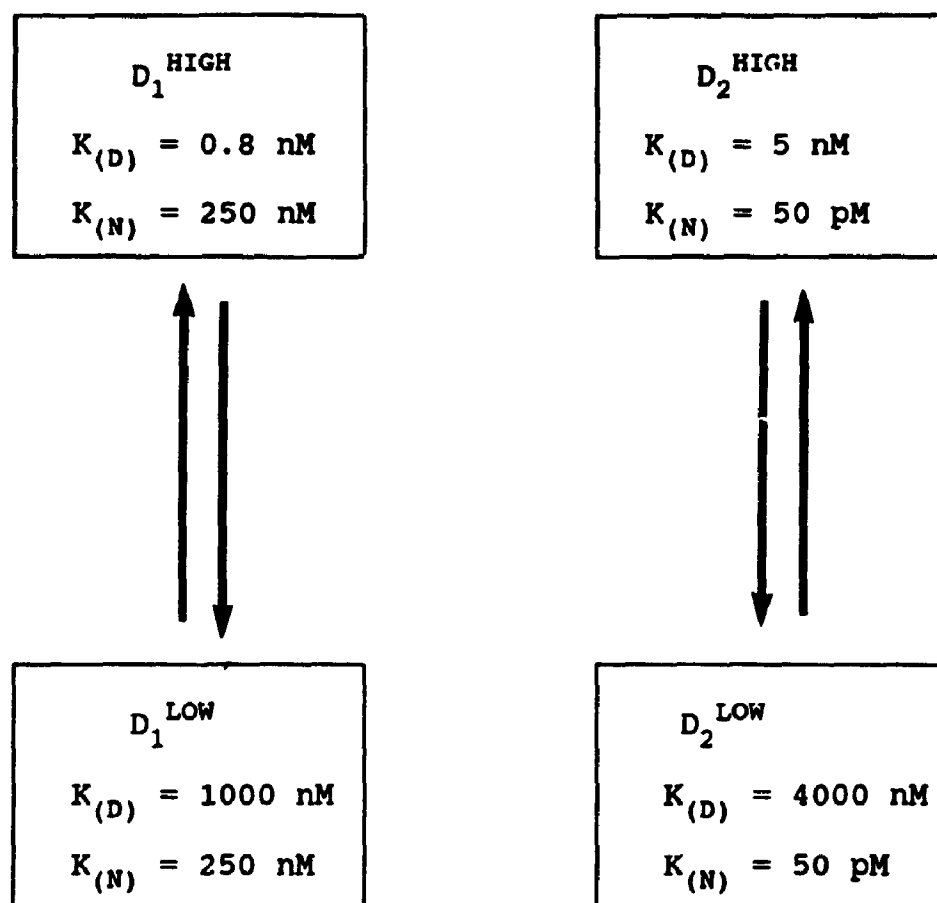 D₁ᴴᴵᴳᴴ
K₍D₎ = 0.8 nM
K₍N₎ = 250 nM
D₂ᴴᴵᴳᴴ
K₍D₎ = 5 nM
K₍N₎ = 50 pM
D₁ᴸᴼᵂ
K₍D₎ = 1000 nM
K₍N₎ = 250 nM
D₂ᴸᴼᵂ
K₍D₎ = 4000 nM
K₍N₎ = 50 pM